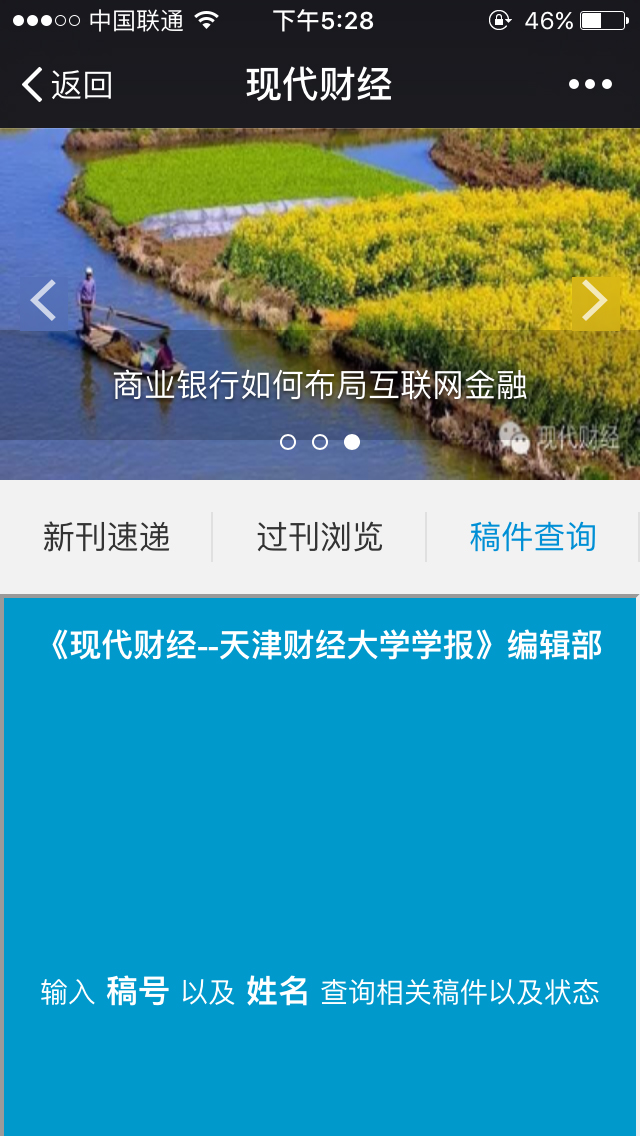 中国联通 下午5:28 46%
返回 现代财经
商业银行如何布局互联网金融
现代财经
新刊速递 过刊浏览 稿件查询
《现代财经--天津财经大学学报》编辑部
输入 稿号 以及 姓名 查询相关稿件以及状态